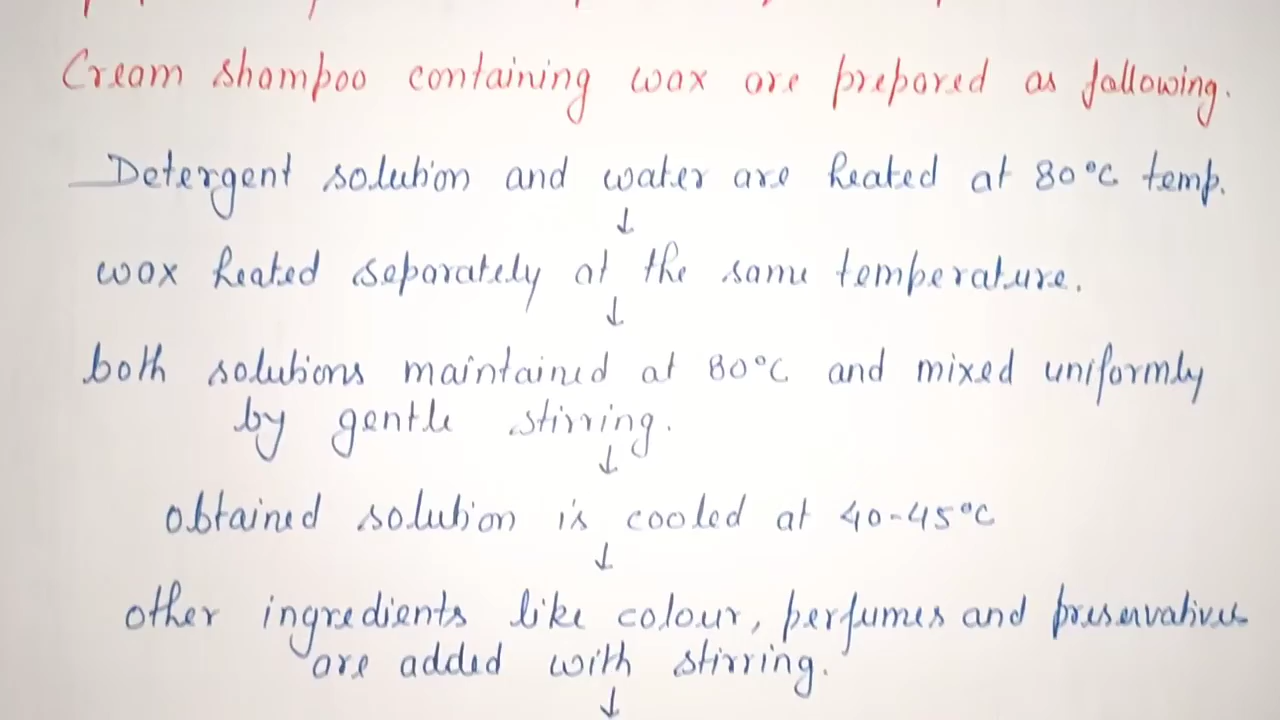 Cream shampoo containing wax are prepared as following.
Detergent solution and water are heated at 80°C temp.
↓
wax heated separately at the same temperature.
↓
both solutions maintained at 80°C and mixed uniformly
by gentle stirring.
↓
obtained solution is cooled at 40-45°C
↓
other ingredients like colour, perfumes and preservatives
are added with stirring.
↓